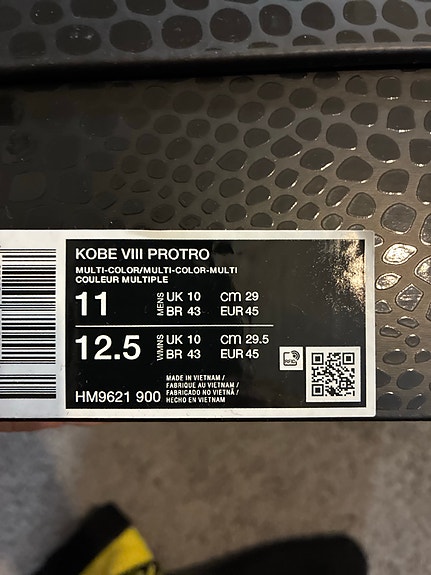 KOBE VIII PROTRO
MULTI-COLOR/MULTI-COLOR-MULTI
COULEUR MULTIPLE
11 MENS UK 10 cm 29
BR 43 EUR 45
12.5 WMNS UK 10 cm 29.5
BR 43 EUR 45
RFID
HM9621 900
MADE IN VIETNAM /
FABRIQUE AU VIETNAM /
FABRICADO NO VIETNÃ /
HECHO EN VIETNAM